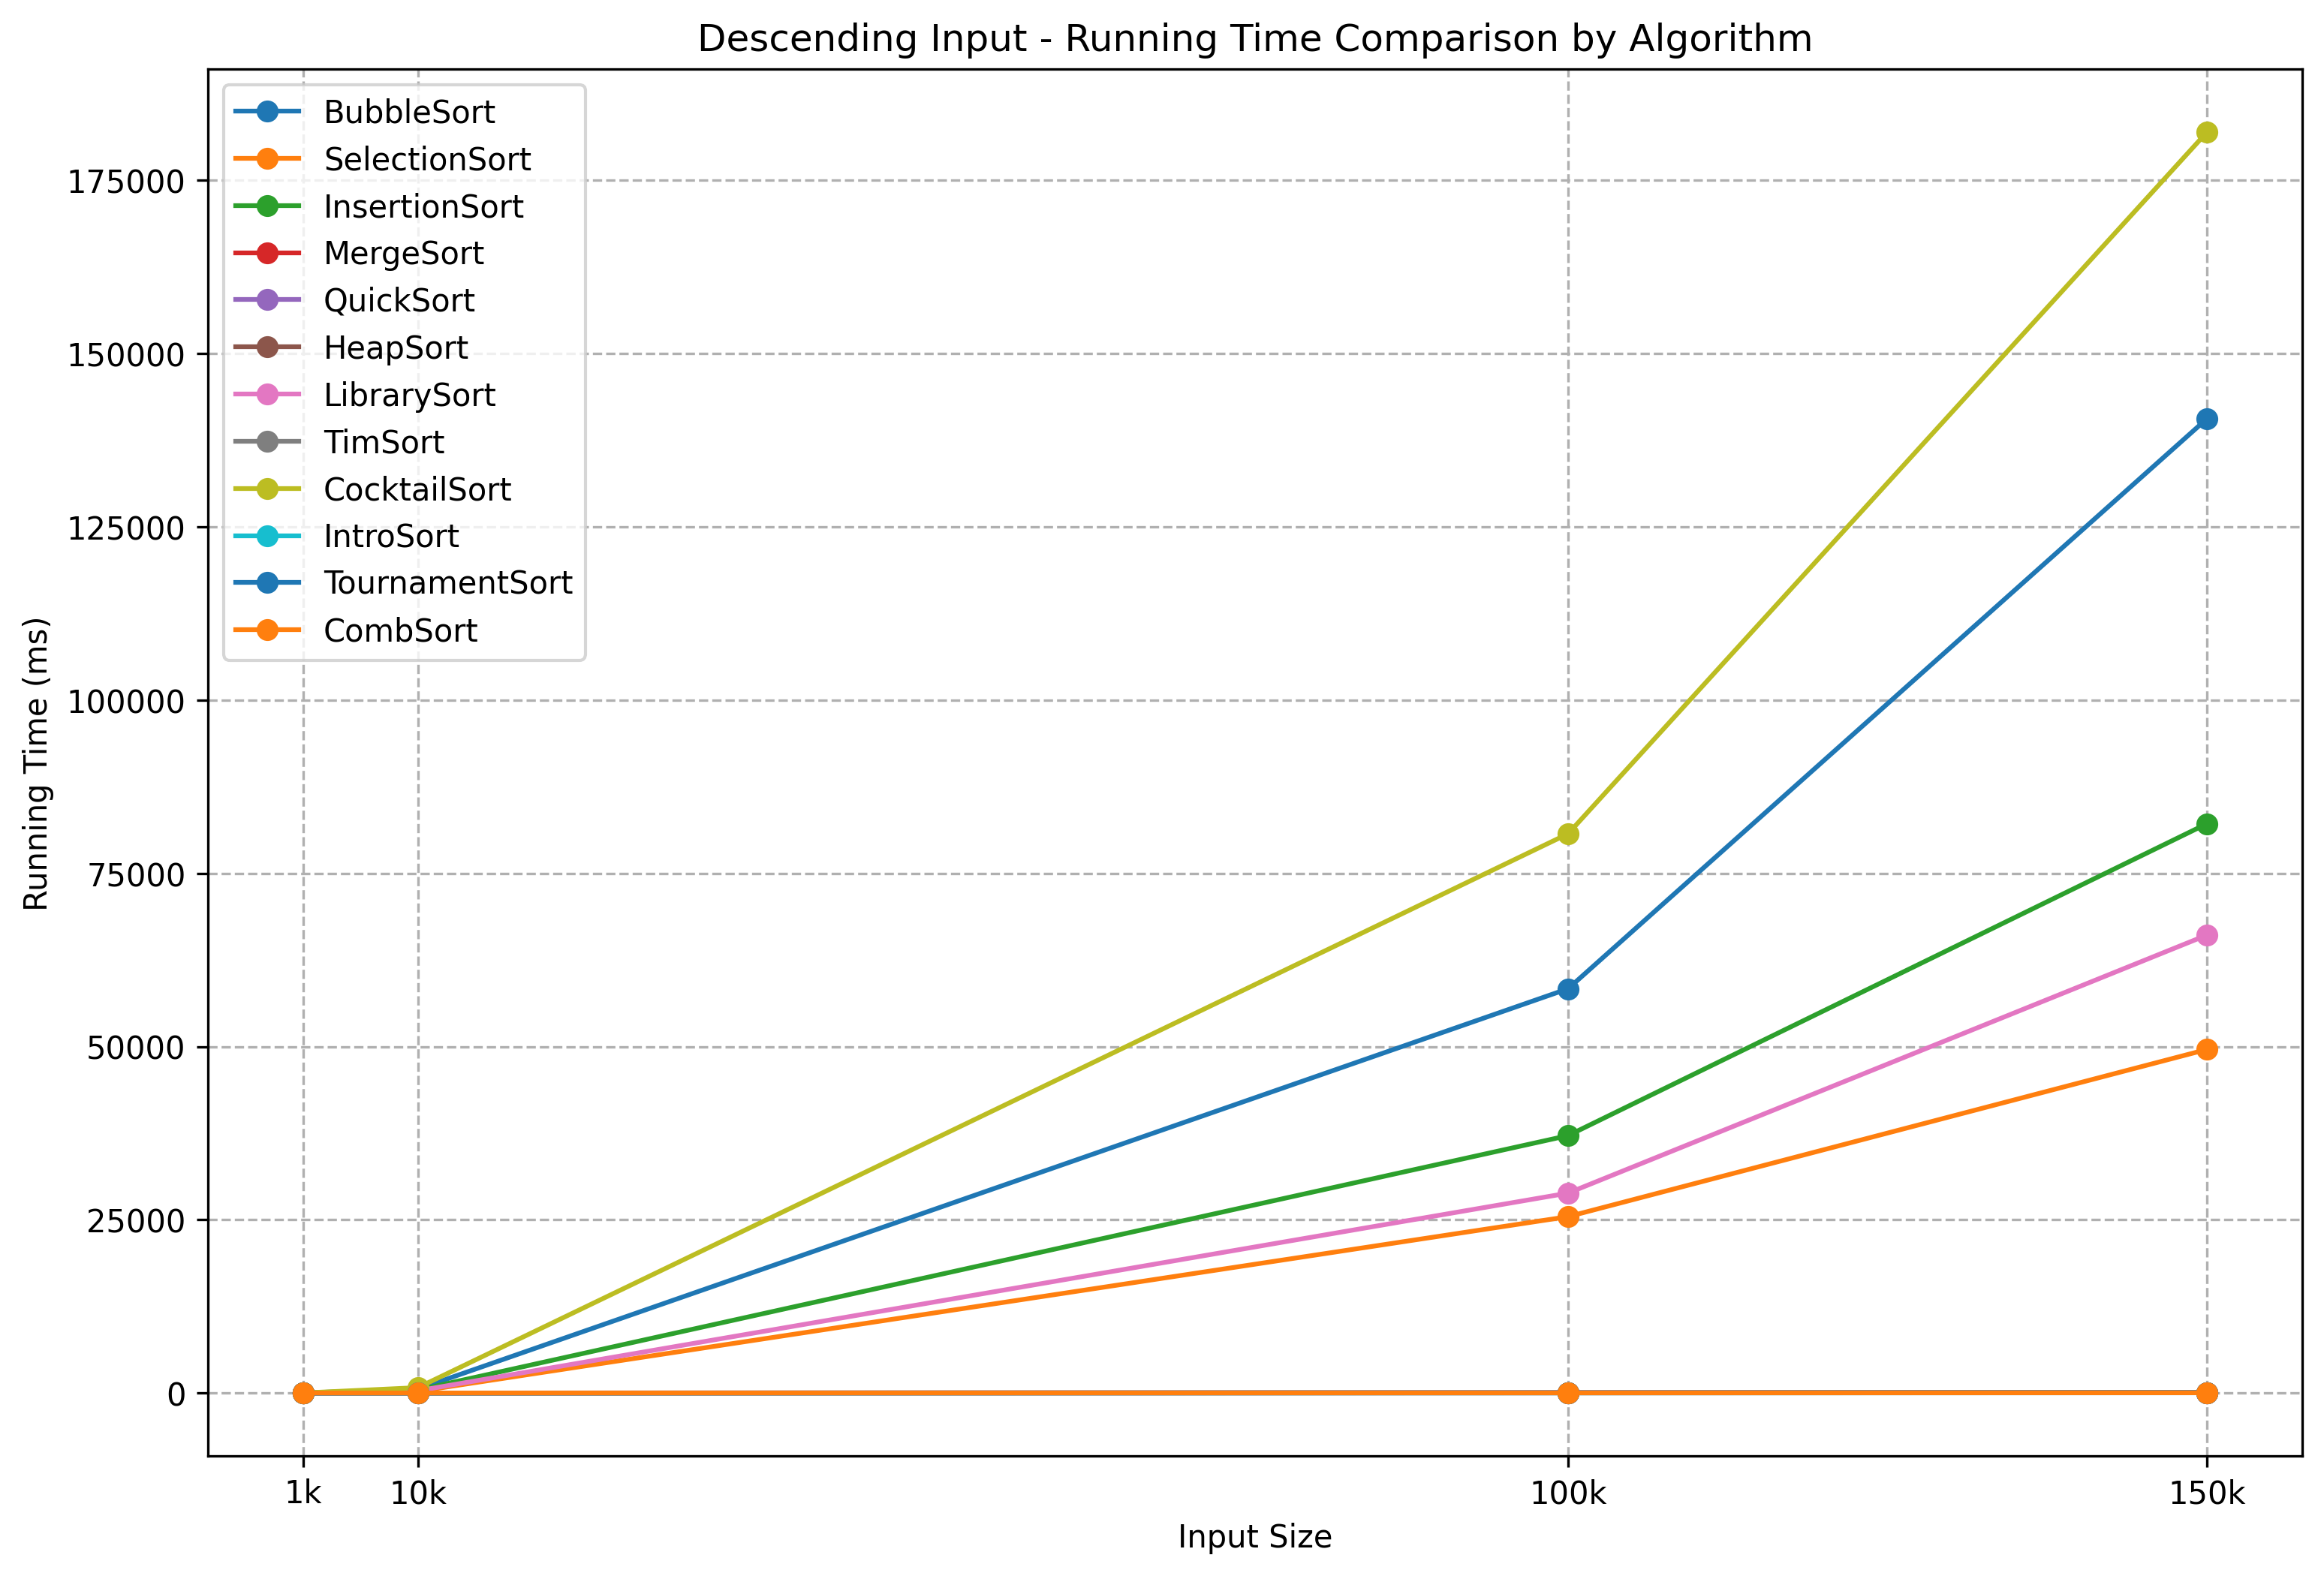 Descending Input - Running Time Comparison by Algorithm
BubbleSort
SelectionSort
InsertionSort
MergeSort
QuickSort
HeapSort
LibrarySort
TimSort
CocktailSort
IntroSort
TournamentSort
CombSort
175000
150000
125000
100000
75000
50000
25000
0
Running Time (ms)
1k 10k 100k 150k
Input Size